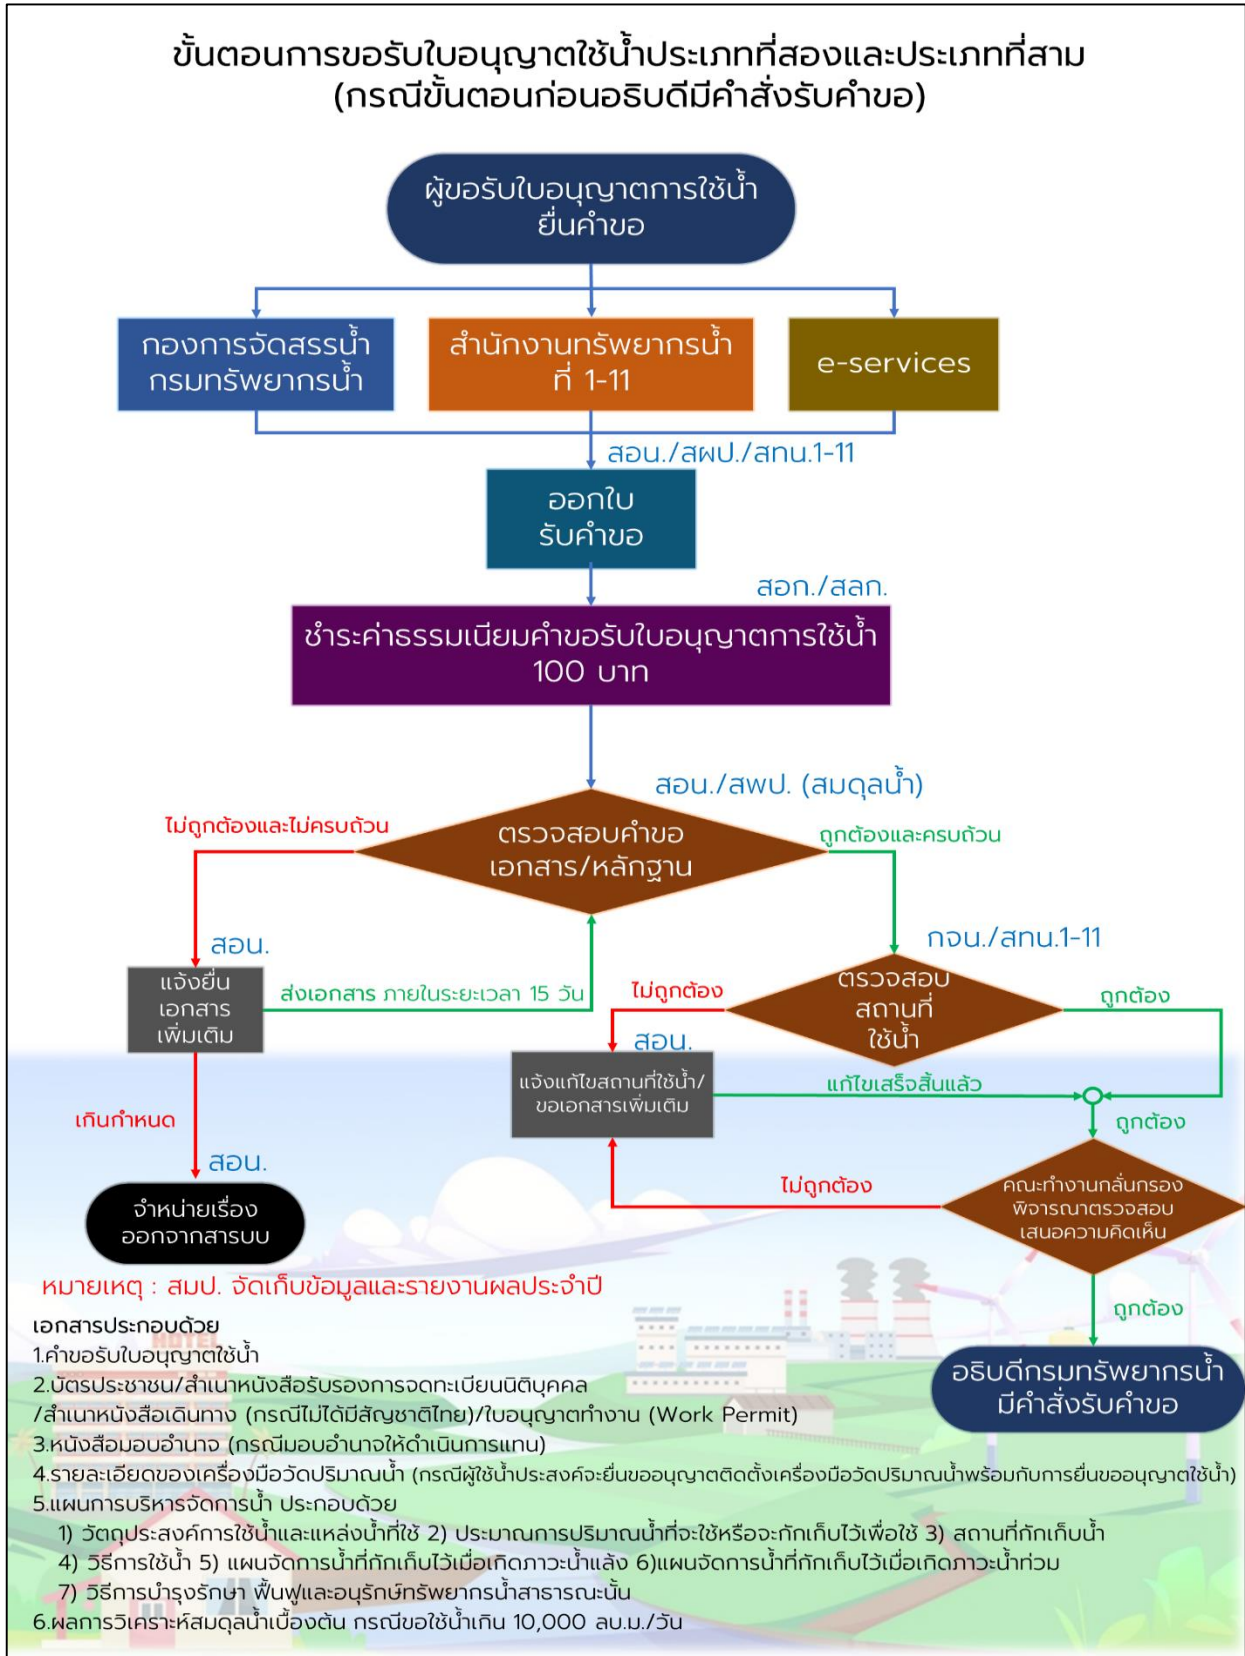 ขั้นตอนการขอรับใบอนุญาตใช้น้ำประเภทที่สองและประเภทที่สาม
(กรณีขั้นตอนก่อนอธิบดีมีคำสั่งรับคำขอ)
ผู้ขอรับใบอนุญาตการใช้น้ำ
ยื่นคำขอ
กองการจัดสรรน้ำ
กรมทรัพยากรน้ำ
สำนักงานทรัพยากรน้ำ
ที่ 1-11
e-services
สอน./สผป./สทน.1-11
ออกใบ
รับคำขอ
สอก./สลก.
ชำระค่าธรรมเนียมคำขอรับใบอนุญาตการใช้น้ำ
100 บาท
สอน./สพป. (สมดุลน้ำ)
ไม่ถูกต้องและไม่ครบถ้วน
ตรวจสอบคำขอ
เอกสาร/หลักฐาน
ถูกต้องและครบถ้วน
สอน.
แจ้งยื่น
เอกสาร
เพิ่มเติม
ส่งเอกสาร ภายในระยะเวลา 15 วัน
กจน./สทน.1-11
ไม่ถูกต้อง
ตรวจสอบ
สถานที่
ใช้น้ำ
ถูกต้อง
สอน.
แจ้งแก้ไขสถานที่ใช้น้ำ/
ขอเอกสารเพิ่มเติม
แก้ไขเสร็จสิ้นแล้ว
ถูกต้อง
เกินกำหนด
สอน.
จำหน่ายเรื่อง
ออกจากสารบบ
ไม่ถูกต้อง
คณะทำงานกลั่นกรอง
พิจารณาตรวจสอบ
เสนอความคิดเห็น
ถูกต้อง
อธิบดีกรมทรัพยากรน้ำ
มีคำสั่งรับคำขอ
หมายเหตุ : สมป. จัดเก็บข้อมูลและรายงานผลประจำปี
HOTEL
เอกสารประกอบด้วย
1.คำขอรับใบอนุญาตใช้น้ำ
2.บัตรประชาชน/สำเนาหนังสือรับรองการจดทะเบียนนิติบุคคล
/สำเนาหนังสือเดินทาง (กรณีไม่ได้มีสัญชาติไทย)/ใบอนุญาตทำงาน (Work Permit)
3.หนังสือมอบอำนาจ (กรณีมอบอำนาจให้ดำเนินการแทน)
4.รายละเอียดของเครื่องมือวัดปริมาณน้ำ (กรณีผู้ใช้น้ำประสงค์จะยื่นขออนุญาตติดตั้งเครื่องมือวัดปริมาณน้ำพร้อมกับการยื่นขออนุญาตใช้น้ำ)
5.แผนการบริหารจัดการน้ำ ประกอบด้วย
1) วัตถุประสงค์การใช้น้ำและแหล่งน้ำที่ใช้ 2) ประมาณการปริมาณน้ำที่จะใช้หรือจะกักเก็บไว้เพื่อใช้ 3) สถานที่กักเก็บน้ำ
4) วิธีการใช้น้ำ 5) แผนจัดการน้ำที่กักเก็บไว้เมื่อเกิดภาวะน้ำแล้ง 6)แผนจัดการน้ำที่กักเก็บไว้เมื่อเกิดภาวะน้ำท่วม
7) วิธีการบำรุงรักษา ฟื้นฟูและอนุรักษ์ทรัพยากรน้ำสาธารณะนั้น
6.ผลการวิเคราะห์สมดุลน้ำเบื้องต้น กรณีขอใช้น้ำเกิน 10,000 ลบ.ม./วัน